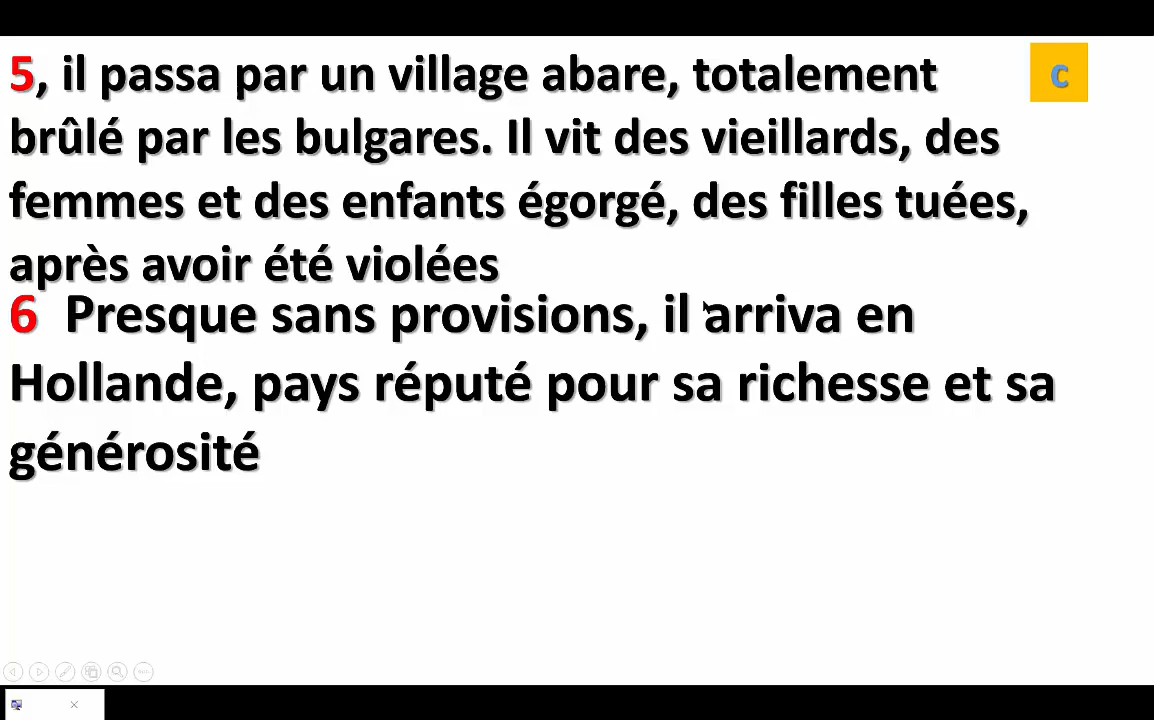 5, il passa par un village abare, totalement
c
brûlé par les bulgares. Il vit des vieillards, des
femmes et des enfants égorgé, des filles tuées,
après avoir été violées
6 Presque sans provisions, il arriva en
Hollande, pays réputé pour sa richesse et sa
générosité